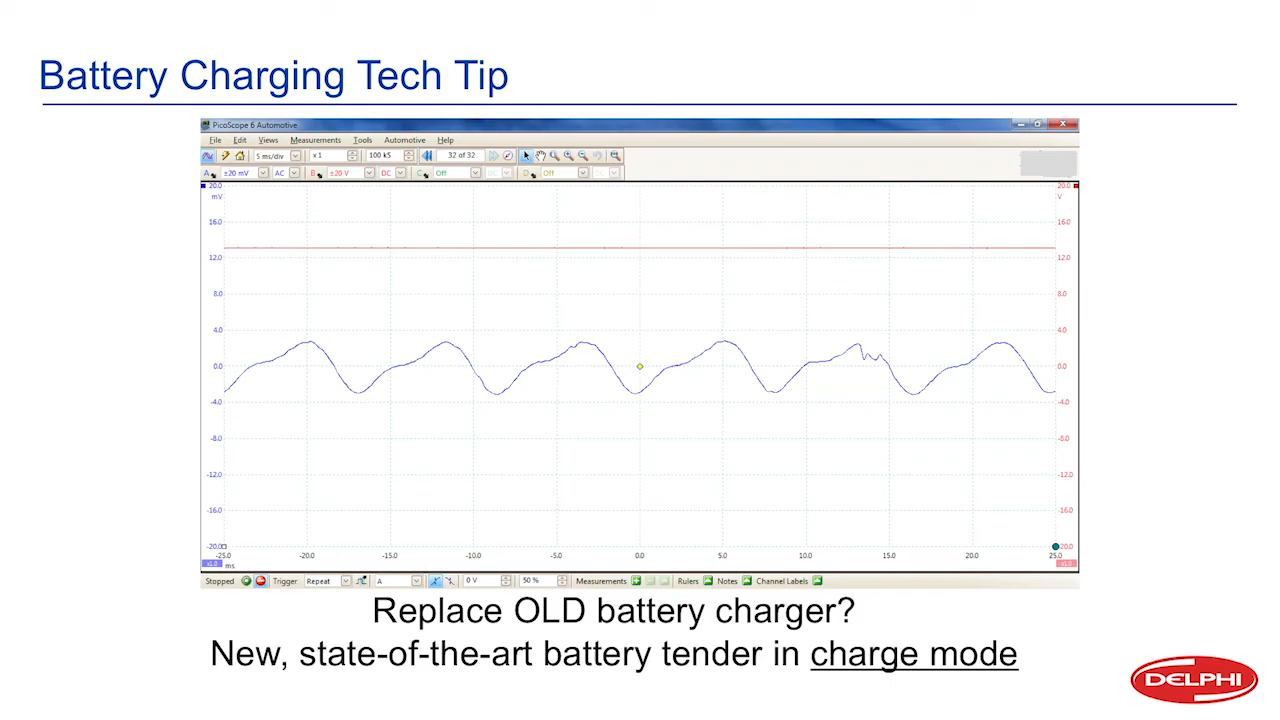 Battery Charging Tech Tip
PicoScope 6 Automotive
File Edit Views Measurements Tools Automotive Help
5 ms/div x 1 100 kS 32 of 32
A ±20 mV AC B ±20 V DC C Off DC D Off DC
20.0 20.0
mV V
16.0 16.0
12.0 12.0
8.0 8.0
4.0 4.0
0.0 0.0
-4.0 -4.0
-8.0 -8.0
-12.0 -12.0
-16.0 -16.0
-20.0 -20.0
-25.0 -20.0 -15.0 -10.0 -5.0 0.0 5.0 10.0 15.0 20.0 25.0
x1.0 ms x1.0
Stopped Trigger Repeat A 0 V 50 % Measurements Rulers Notes Channel Labels
Replace OLD battery charger?
New, state-of-the-art battery tender in charge mode
DELPHI